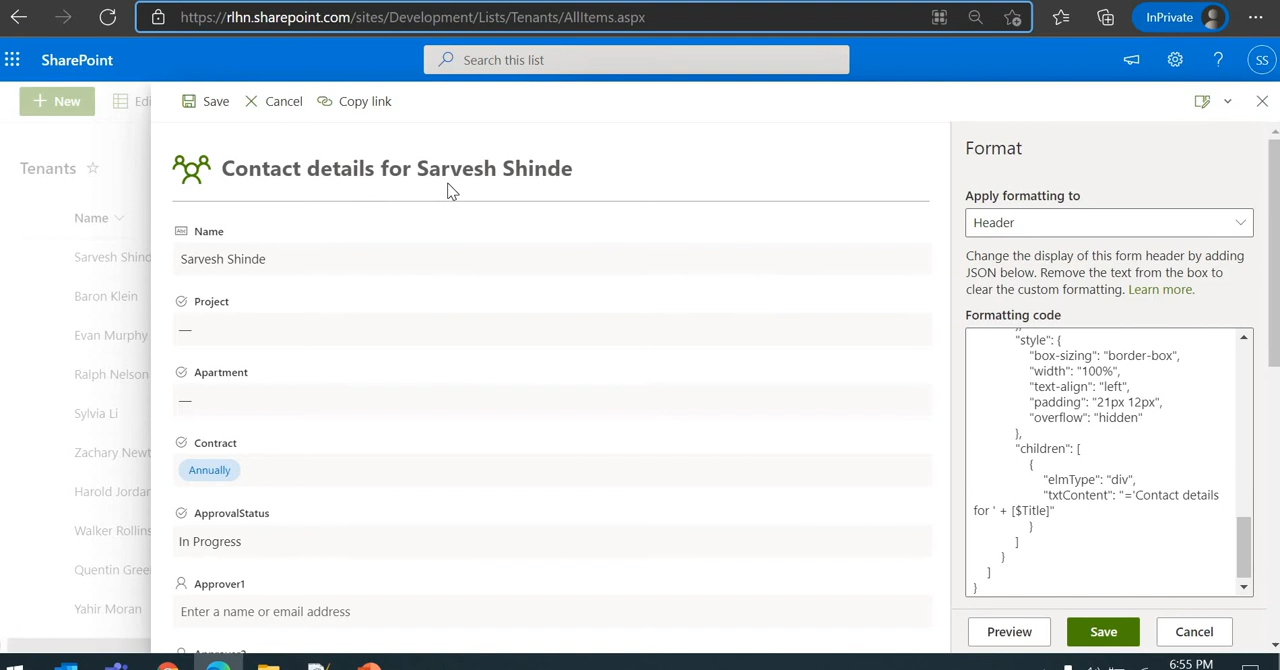 https://rlhn.sharepoint.com/sites/Development/Lists/Tenants/AllItems.aspx
InPrivate
SharePoint
Search this list
?
SS
New
Edi
Save
Cancel
Copy link
Tenants
Name
Sarvesh Shind
Baron Klein
Evan Murphy
Ralph Nelson
Sylvia Li
Zachary Newt
Harold Jordar
Walker Rollins
Quentin Gree
Yahir Moran
Contact details for Sarvesh Shinde
Abc
Name
Sarvesh Shinde
Project
—
Apartment
—
Contract
Annually
ApprovalStatus
In Progress
Approver1
Enter a name or email address
Format
Apply formatting to
Header
Change the display of this form header by adding
JSON below. Remove the text from the box to
clear the custom formatting. Learn more.
Formatting code
"style": {
"box-sizing": "border-box",
"width": "100%",
"text-align": "left",
"padding": "21px 12px",
"overflow": "hidden"
},
"children": [
{
"elmType": "div",
"txtContent": "='Contact details
for ' + [$Title]"
}
]
}
]
}
Preview
Save
Cancel
6:55 PM